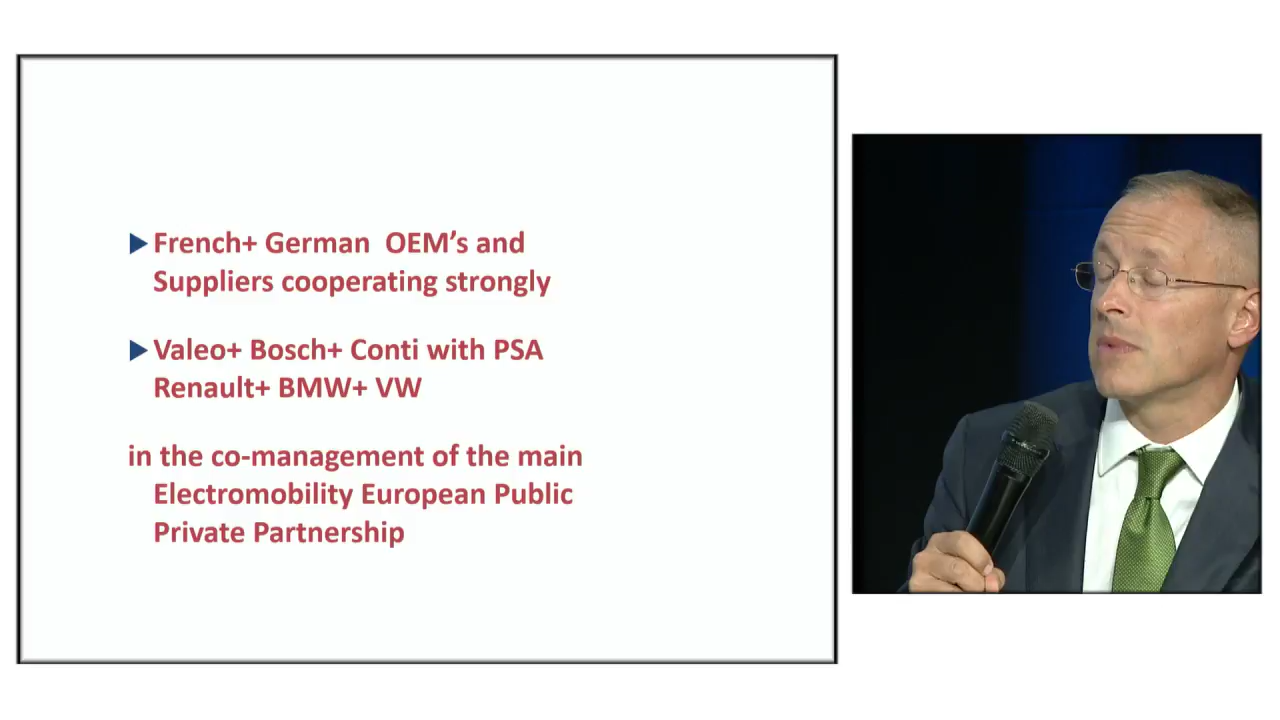 French+ German OEM's and
Suppliers cooperating strongly
Valeo+ Bosch+ Conti with PSA
Renault+ BMW+ VW
in the co-management of the main
Electromobility European Public
Private Partnership